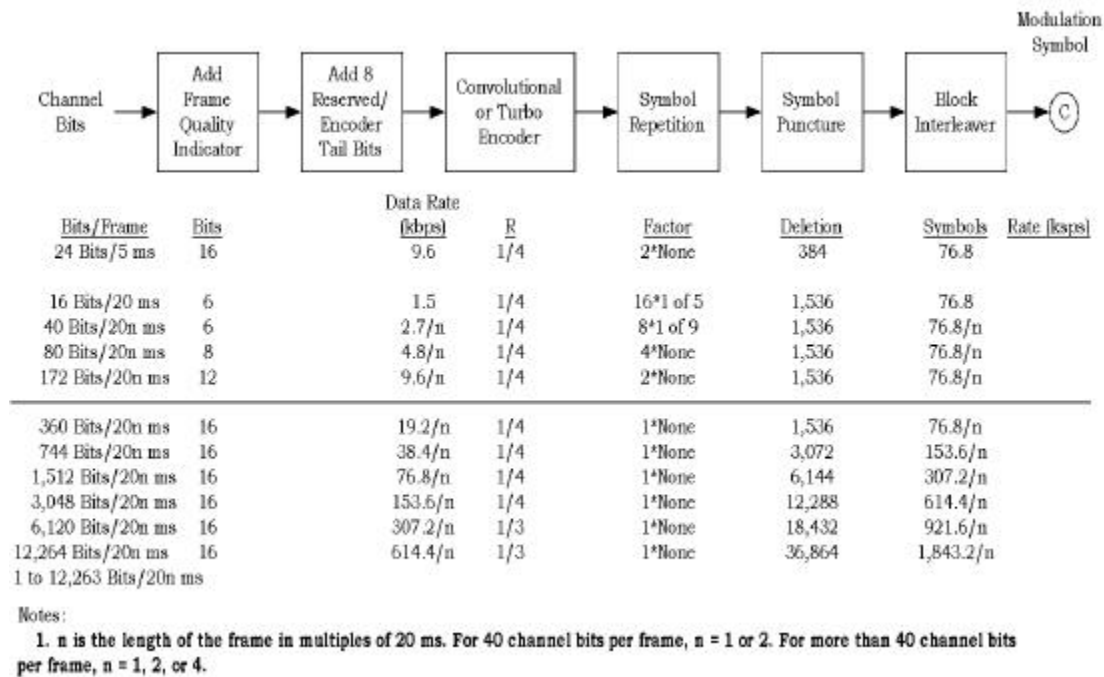 Modulation
Symbol
Channel
Bits
Add
Frame
Quality
Indicator
Add 8
Reserved/
Encoder
Tail Bits
Convolutional
or Turbo
Encoder
Symbol
Repetition
Symbol
Puncture
Block
Interleaver
C
Data Rate
Bits/Frame Bits (kbps) R Factor Deletion Symbols Rate (ksps)
24 Bits/5 ms 16 9.6 1/4 2*None 384 76.8
16 Bits/20 ms 6 1.5 1/4 16*1 of 5 1,536 76.8
40 Bits/20n ms 6 2.7/n 1/4 8*1 of 9 1,536 76.8/n
80 Bits/20n ms 8 4.8/n 1/4 4*None 1,536 76.8/n
172 Bits/20n ms 12 9.6/n 1/4 2*None 1,536 76.8/n
360 Bits/20n ms 16 19.2/n 1/4 1*None 1,536 76.8/n
744 Bits/20n ms 16 38.4/n 1/4 1*None 3,072 153.6/n
1,512 Bits/20n ms 16 76.8/n 1/4 1*None 6,144 307.2/n
3,048 Bits/20n ms 16 153.6/n 1/4 1*None 12,288 614.4/n
6,120 Bits/20n ms 16 307.2/n 1/3 1*None 18,432 921.6/n
12,264 Bits/20n ms 16 614.4/n 1/3 1*None 36,864 1,843.2/n
1 to 12,263 Bits/20n ms
Notes:
1. n is the length of the frame in multiples of 20 ms. For 40 channel bits per frame, n = 1 or 2. For more than 40 channel bits
per frame, n = 1, 2, or 4.